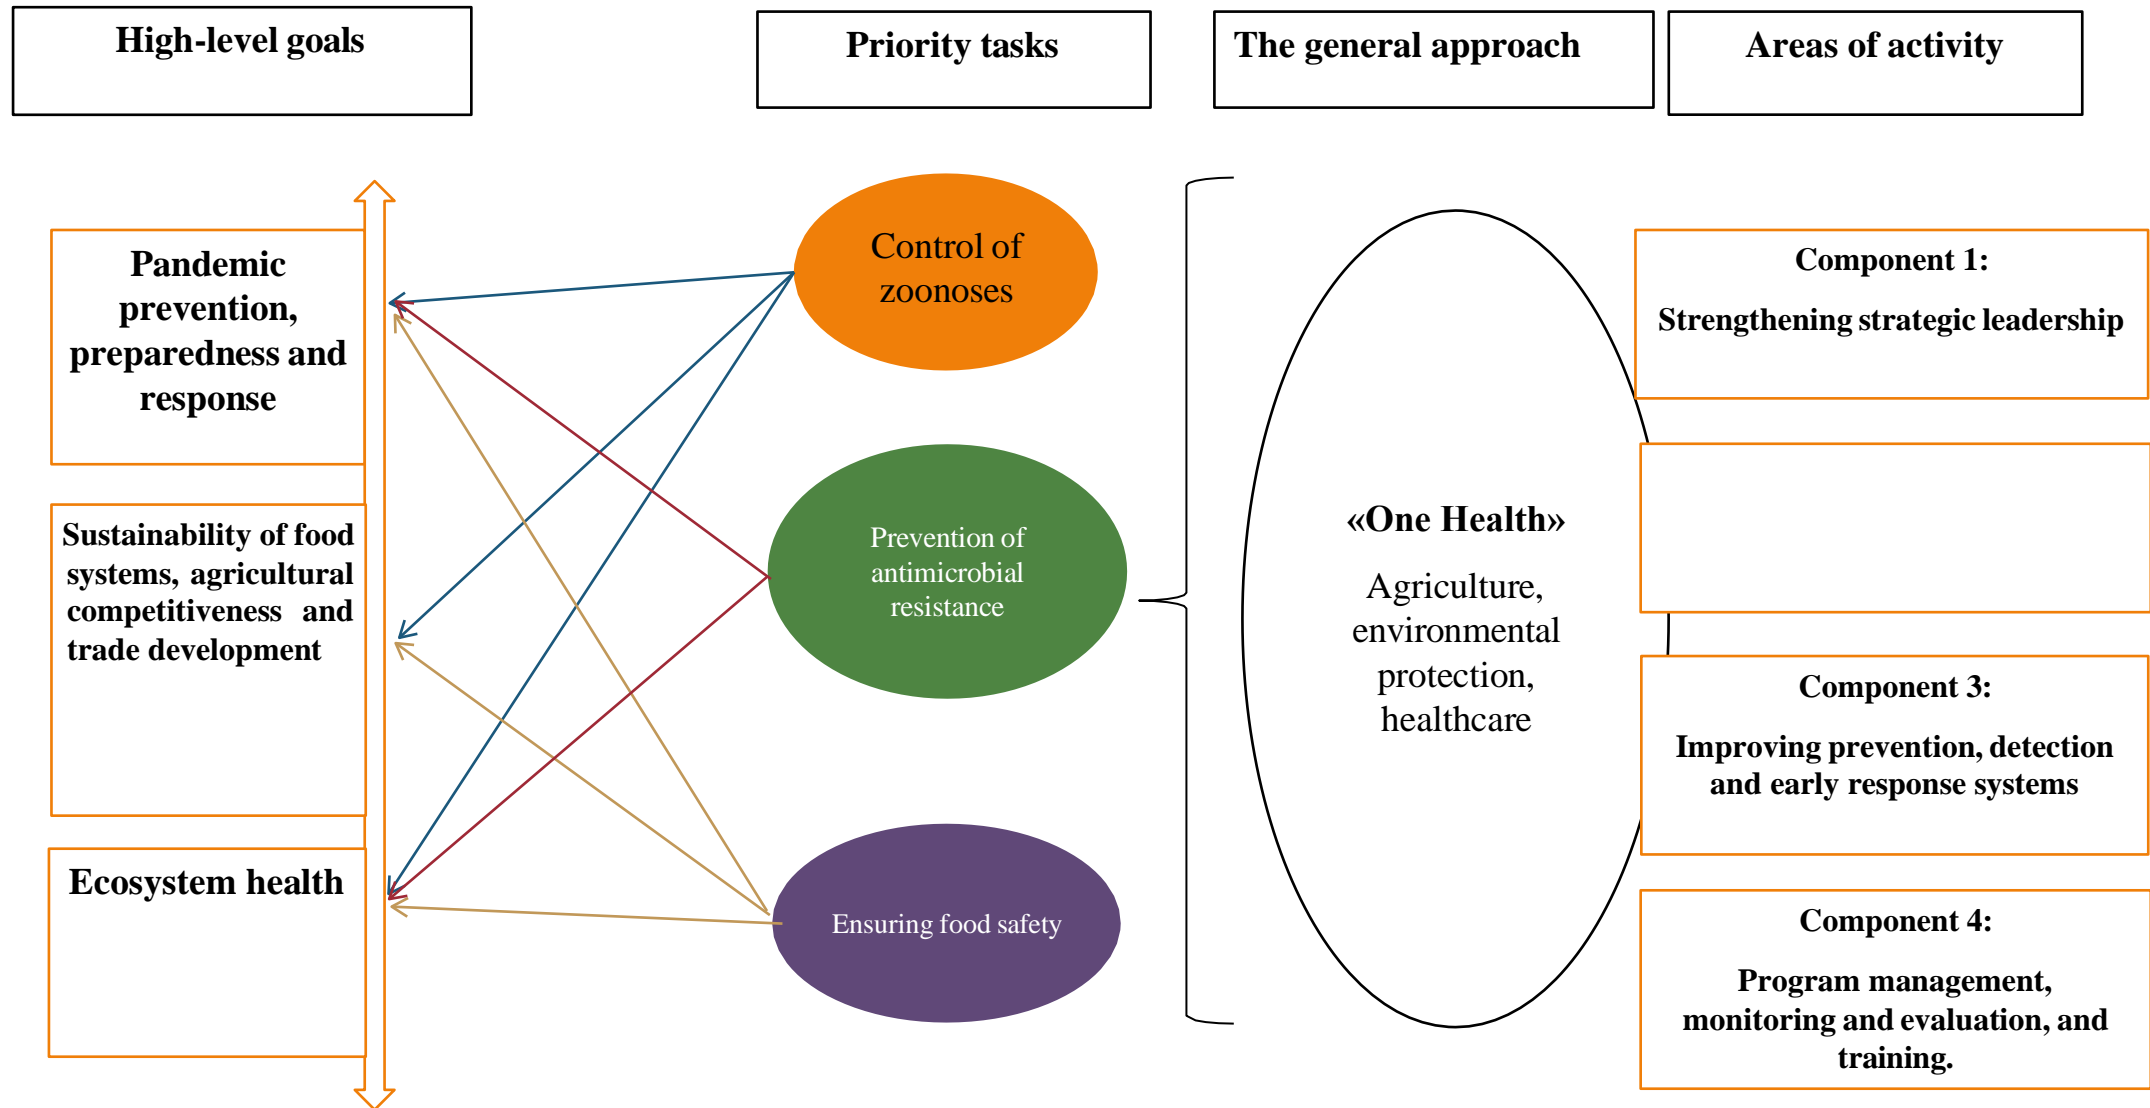 High-level goals
Priority tasks
The general approach
Areas of activity
Pandemic
prevention,
preparedness and
response
Sustainability of food
systems, agricultural
competitiveness and
trade development
Ecosystem health
Control of
zoonoses
Prevention of
antimicrobial
resistance
Ensuring food safety
«One Health»
Agriculture,
environmental
protection,
healthcare
Component 1:
Strengthening strategic leadership
Component 3:
Improving prevention, detection
and early response systems
Component 4:
Program management,
monitoring and evaluation, and
training.